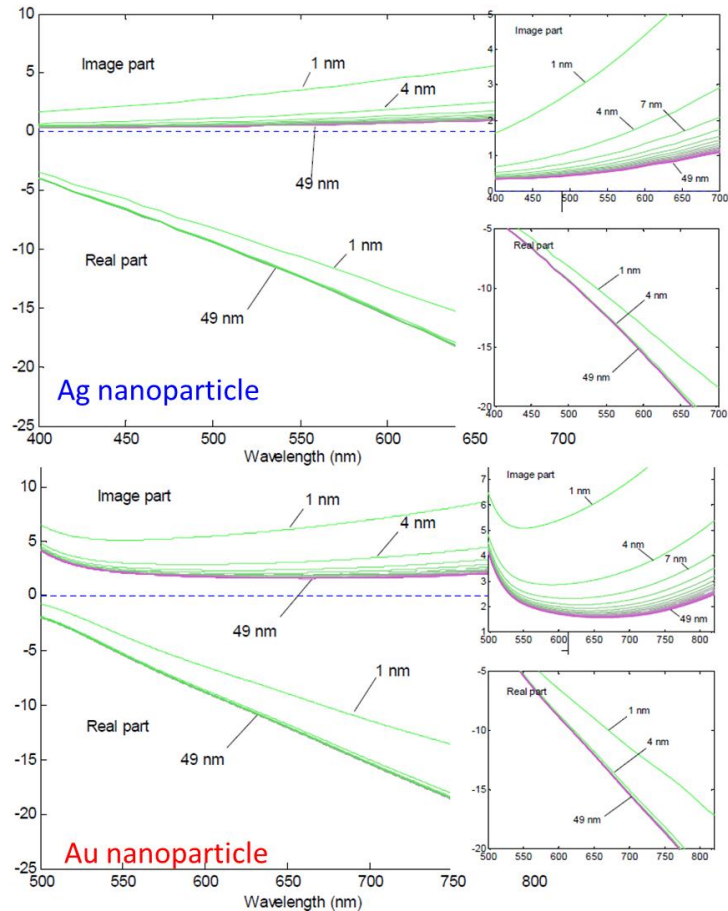 10
5
0
-5
-10
-15
-20
-25
Image part
1 nm
4 nm
49 nm
Real part
1 nm
49 nm
Ag nanoparticle
400 450 500 550 600 650 700
Wavelength (nm)
5
4
3
2
1
0
Image part
1 nm
4 nm
7 nm
49 nm
400 450 500 550 600 650 700
-5
-10
-15
-20
Real part
1 nm
4 nm
49 nm
400 450 500 550 600 650 700
10
5
0
-5
-10
-15
-20
-25
Image part
1 nm
4 nm
49 nm
Real part
1 nm
49 nm
Au nanoparticle
500 550 600 650 700 750 800
Wavelength (nm)
7
6
5
4
3
2
1
Image part
1 nm
4 nm
7 nm
49 nm
500 550 600 650 700 750 800
-5
-10
-15
-20
Real part
1 nm
4 nm
49 nm
500 550 600 650 700 750 800